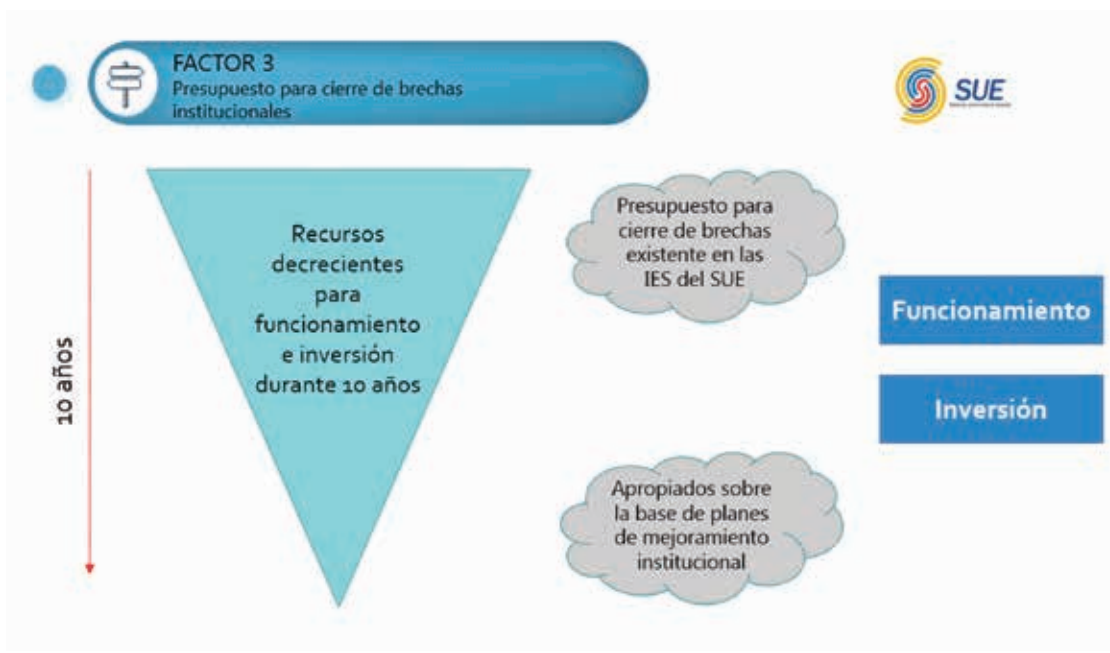 FACTOR 3
Presupuesto para cierre de brechas
institucionales
SUE
10 años
Recursos
decrecientes
para
funcionamiento
e inversión
durante 10 años
Presupuesto para
cierre de brechas
existente en las
IES del SUE
Funcionamiento
Inversión
Apropiados sobre
la base de planes
de mejoramiento
institucional